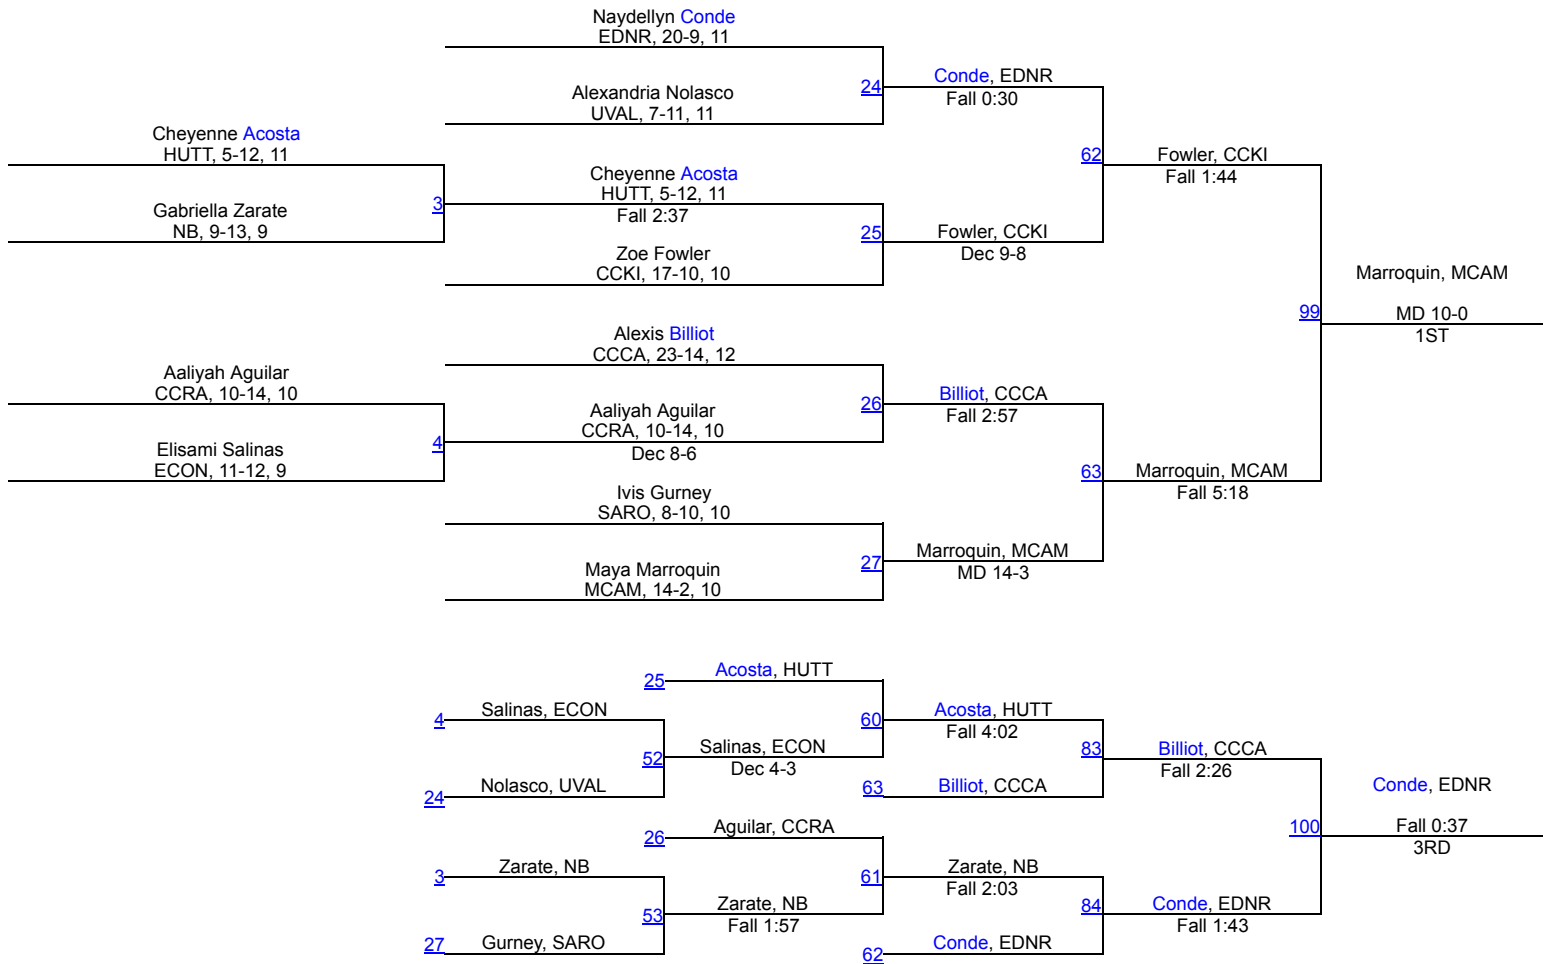 Naydellyn Conde
EDNR, 20-9, 11
24
Conde, EDNR
Fall 0:30
Alexandria Nolasco
UVAL, 7-11, 11
Cheyenne Acosta
HUTT, 5-12, 11
62
Fowler, CCKI
Fall 1:44
Cheyenne Acosta
HUTT, 5-12, 11
Fall 2:37
Gabriella Zarate
NB, 9-13, 9
3
25
Fowler, CCKI
Dec 9-8
Zoe Fowler
CCKI, 17-10, 10
Marroquin, MCAM
99
MD 10-0
1ST
Alexis Billiot
CCCA, 23-14, 12
Aaliyah Aguilar
CCRA, 10-14, 10
26
Billiot, CCCA
Fall 2:57
Aaliyah Aguilar
CCRA, 10-14, 10
Dec 8-6
4
Elisami Salinas
ECON, 11-12, 9
63
Marroquin, MCAM
Fall 5:18
Ivis Gurney
SARO, 8-10, 10
27
Marroquin, MCAM
MD 14-3
Maya Marroquin
MCAM, 14-2, 10
25
Acosta, HUTT
4
Salinas, ECON
60
Acosta, HUTT
Fall 4:02
52
Salinas, ECON
Dec 4-3
83
Billiot, CCCA
Fall 2:26
24
Nolasco, UVAL
63
Billiot, CCCA
Conde, EDNR
26
Aguilar, CCRA
100
Fall 0:37
3RD
3
Zarate, NB
61
Zarate, NB
Fall 2:03
53
Zarate, NB
Fall 1:57
84
Conde, EDNR
Fall 1:43
27
Gurney, SARO
62
Conde, EDNR